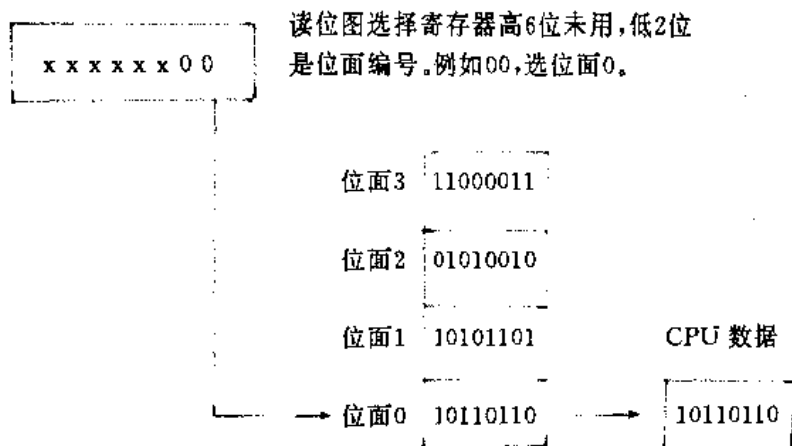 读位图选择寄存器高6位未用,低2位
x x x x x x 0 0
是位面编号。例如00,选位面0。
位面3 11000011
位面2 01010010
位面1 10101101
CPU 数据
位面0 10110110
10110110